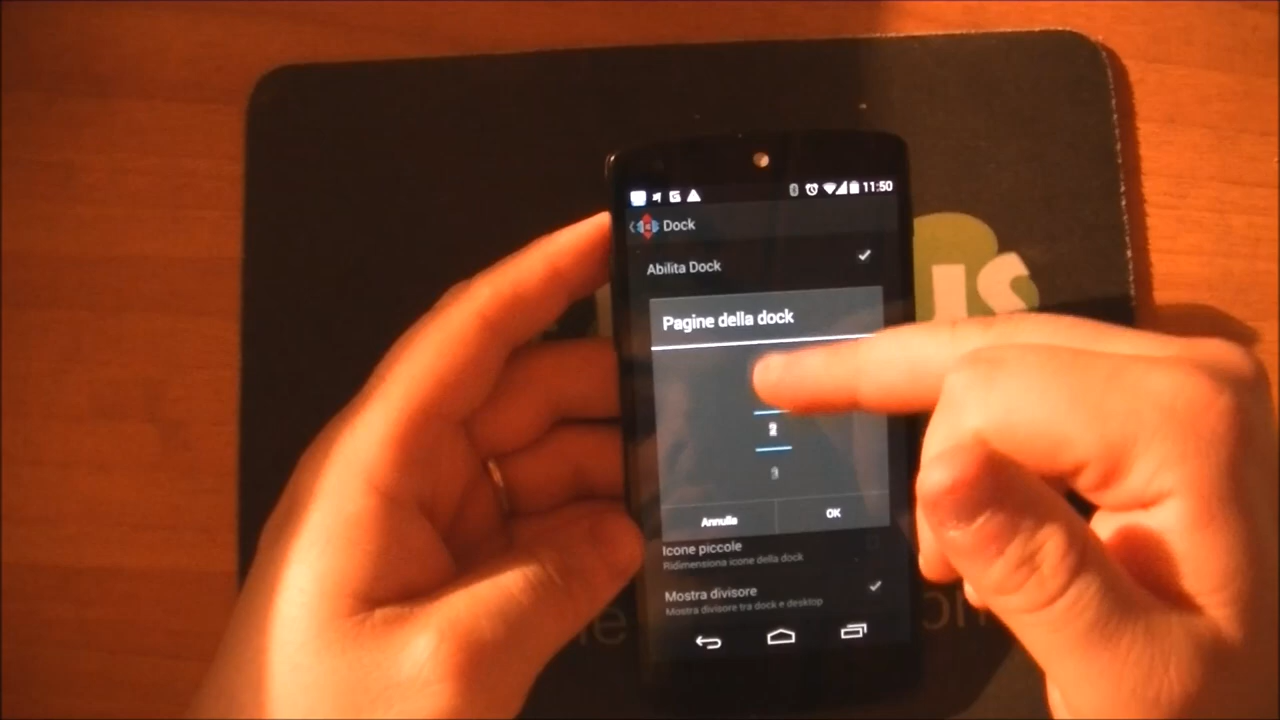 11:50
Dock
Abilita Dock
Pagine della dock
2
3
Annulla
OK
Icone piccole
Ridimensiona icone della dock
Mostra divisore
Mostra divisore tra dock e desktop